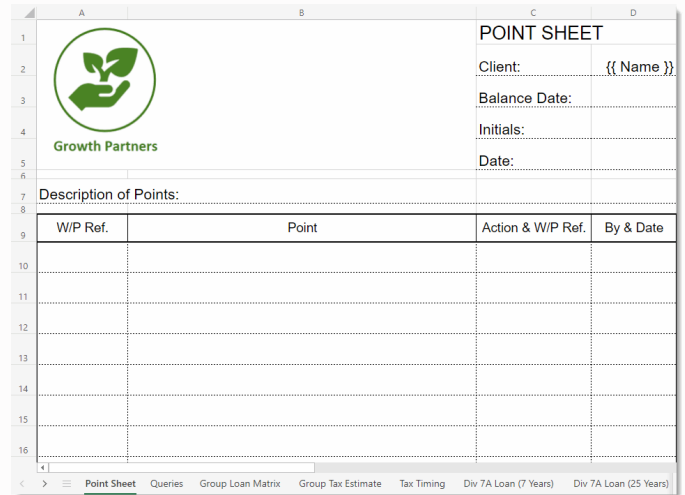 A B C D
1 POINT SHEET
2 Client: {{ Name }}
3 Balance Date:
4 Initials:
Growth Partners
5 Date:
6
7 Description of Points:
8
9 W/P Ref. Point Action & W/P Ref. By & Date
10
11
12
13
14
15
16
Point Sheet Queries Group Loan Matrix Group Tax Estimate Tax Timing Div 7A Loan (7 Years) Div 7A Loan (25 Years)